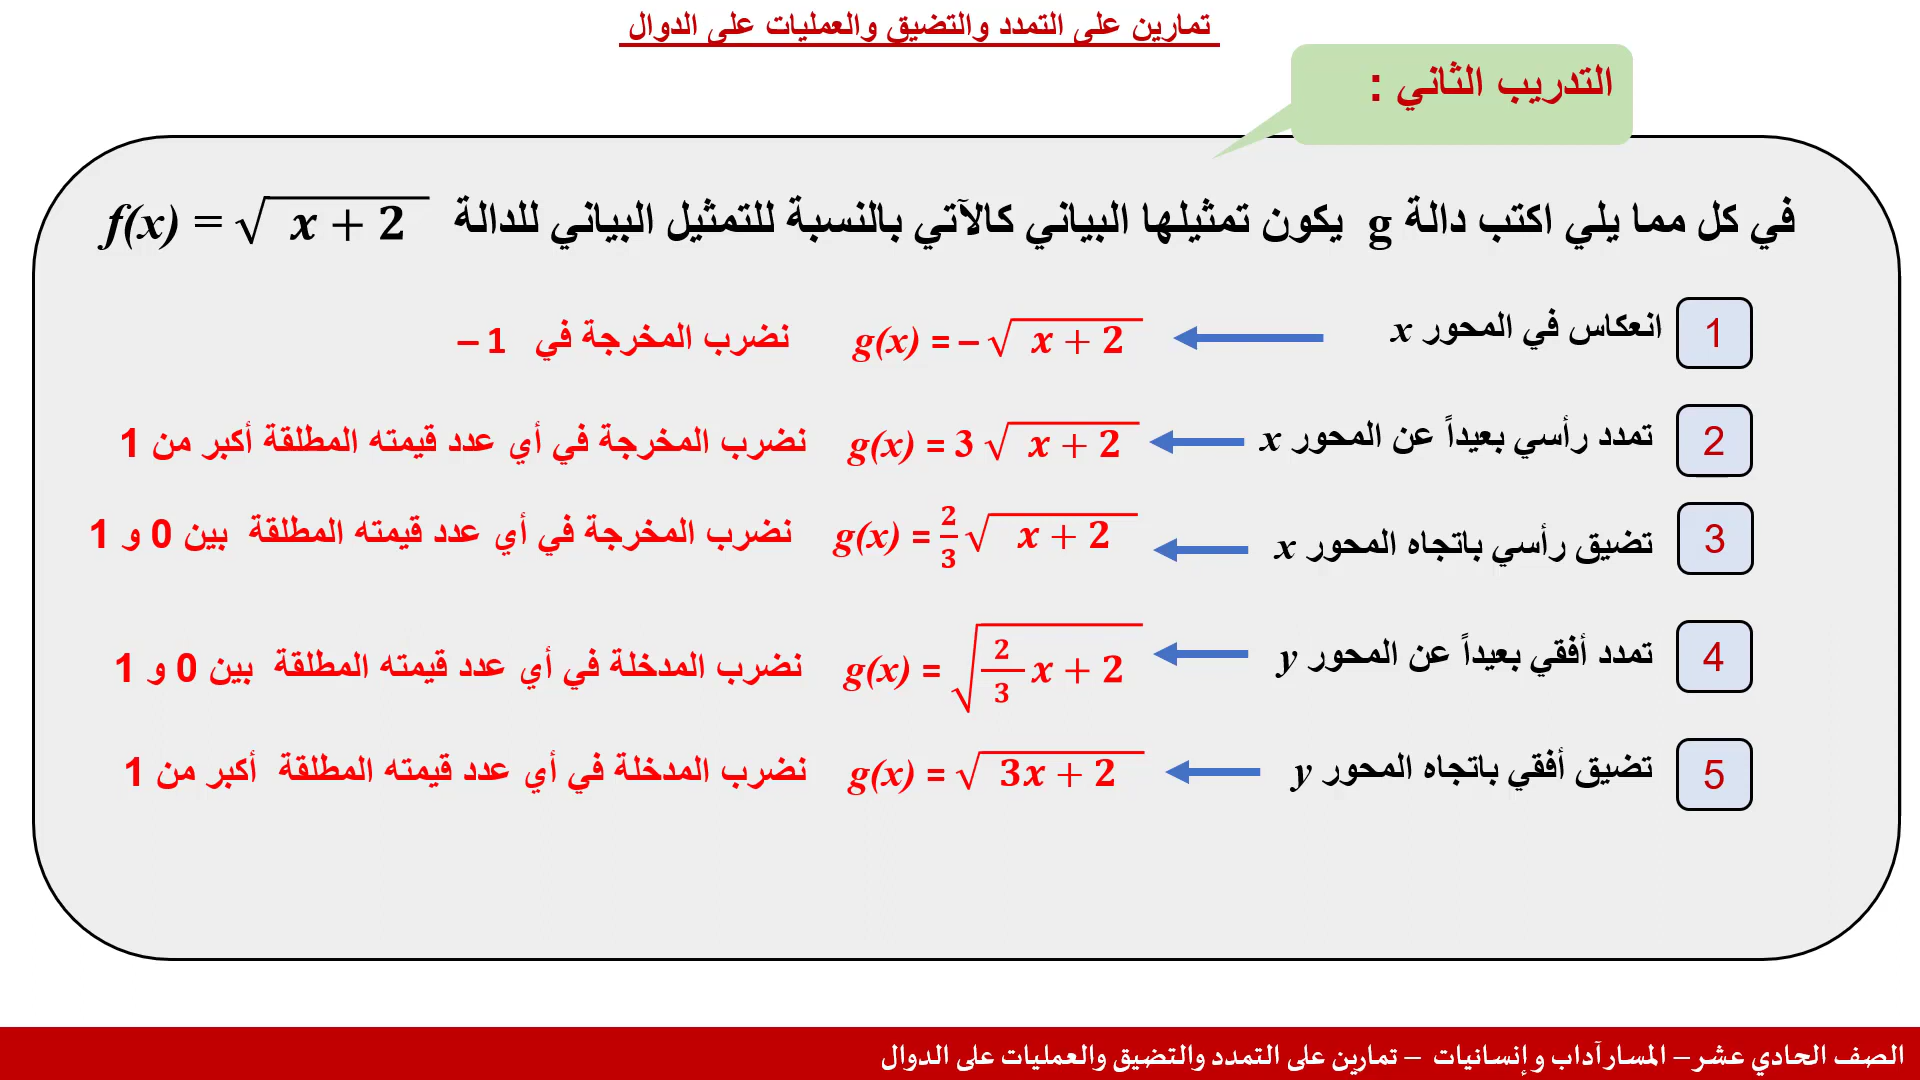 تمارين على التمدد والتضيق والعمليات على الدوال
التدريب الثاني :
في كل مما يلي اكتب دالة g يكون تمثيلها البياني كالآتي بالنسبة للتمثيل البياني للدالة f(x) = √(x + 2)
1 انعكاس في المحور x g(x) = – √(x + 2) نضرب المخرجة في – 1
2 تمدد رأسي بعيداً عن المحور x g(x) = 3 √(x + 2) نضرب المخرجة في أي عدد قيمته المطلقة أكبر من 1
3 تضيق رأسي باتجاه المحور x g(x) = 2/3 √(x + 2) نضرب المخرجة في أي عدد قيمته المطلقة بين 0 و 1
4 تمدد أفقي بعيداً عن المحور y g(x) = √(2/3 x + 2) نضرب المدخلة في أي عدد قيمته المطلقة بين 0 و 1
5 تضيق أفقي باتجاه المحور y g(x) = √(3x + 2) نضرب المدخلة في أي عدد قيمته المطلقة أكبر من 1
الصف الحادي عشر – المسار آداب و إنسانيات – تمارين على التمدد والتضيق والعمليات على الدوال